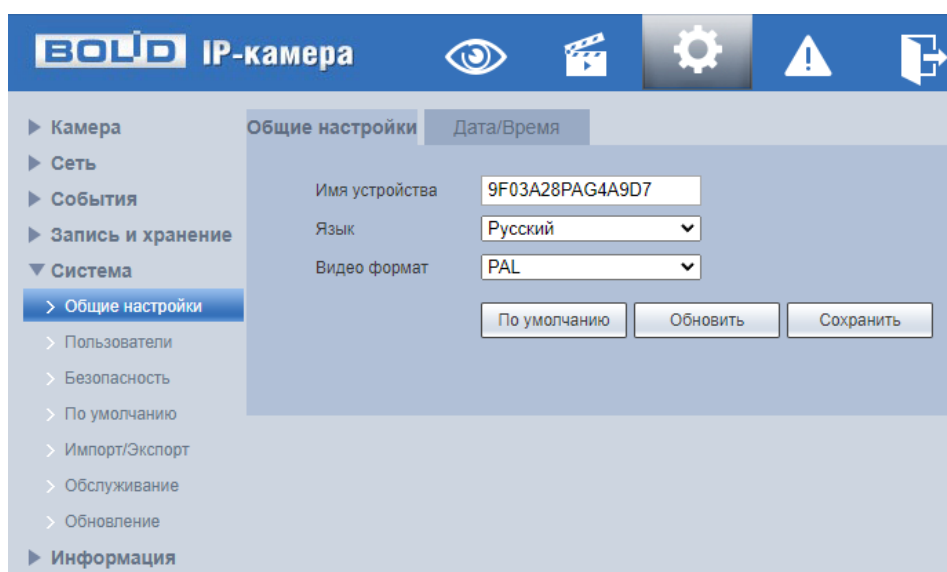 BOLID IP-камера
Камера
Сеть
События
Запись и хранение
Система
Общие настройки
Пользователи
Безопасность
По умолчанию
Импорт/Экспорт
Обслуживание
Обновление
Информация
Общие настройки Дата/Время
Имя устройства 9F03A28PAG4A9D7
Язык Русский
Видео формат PAL
По умолчанию Обновить Сохранить